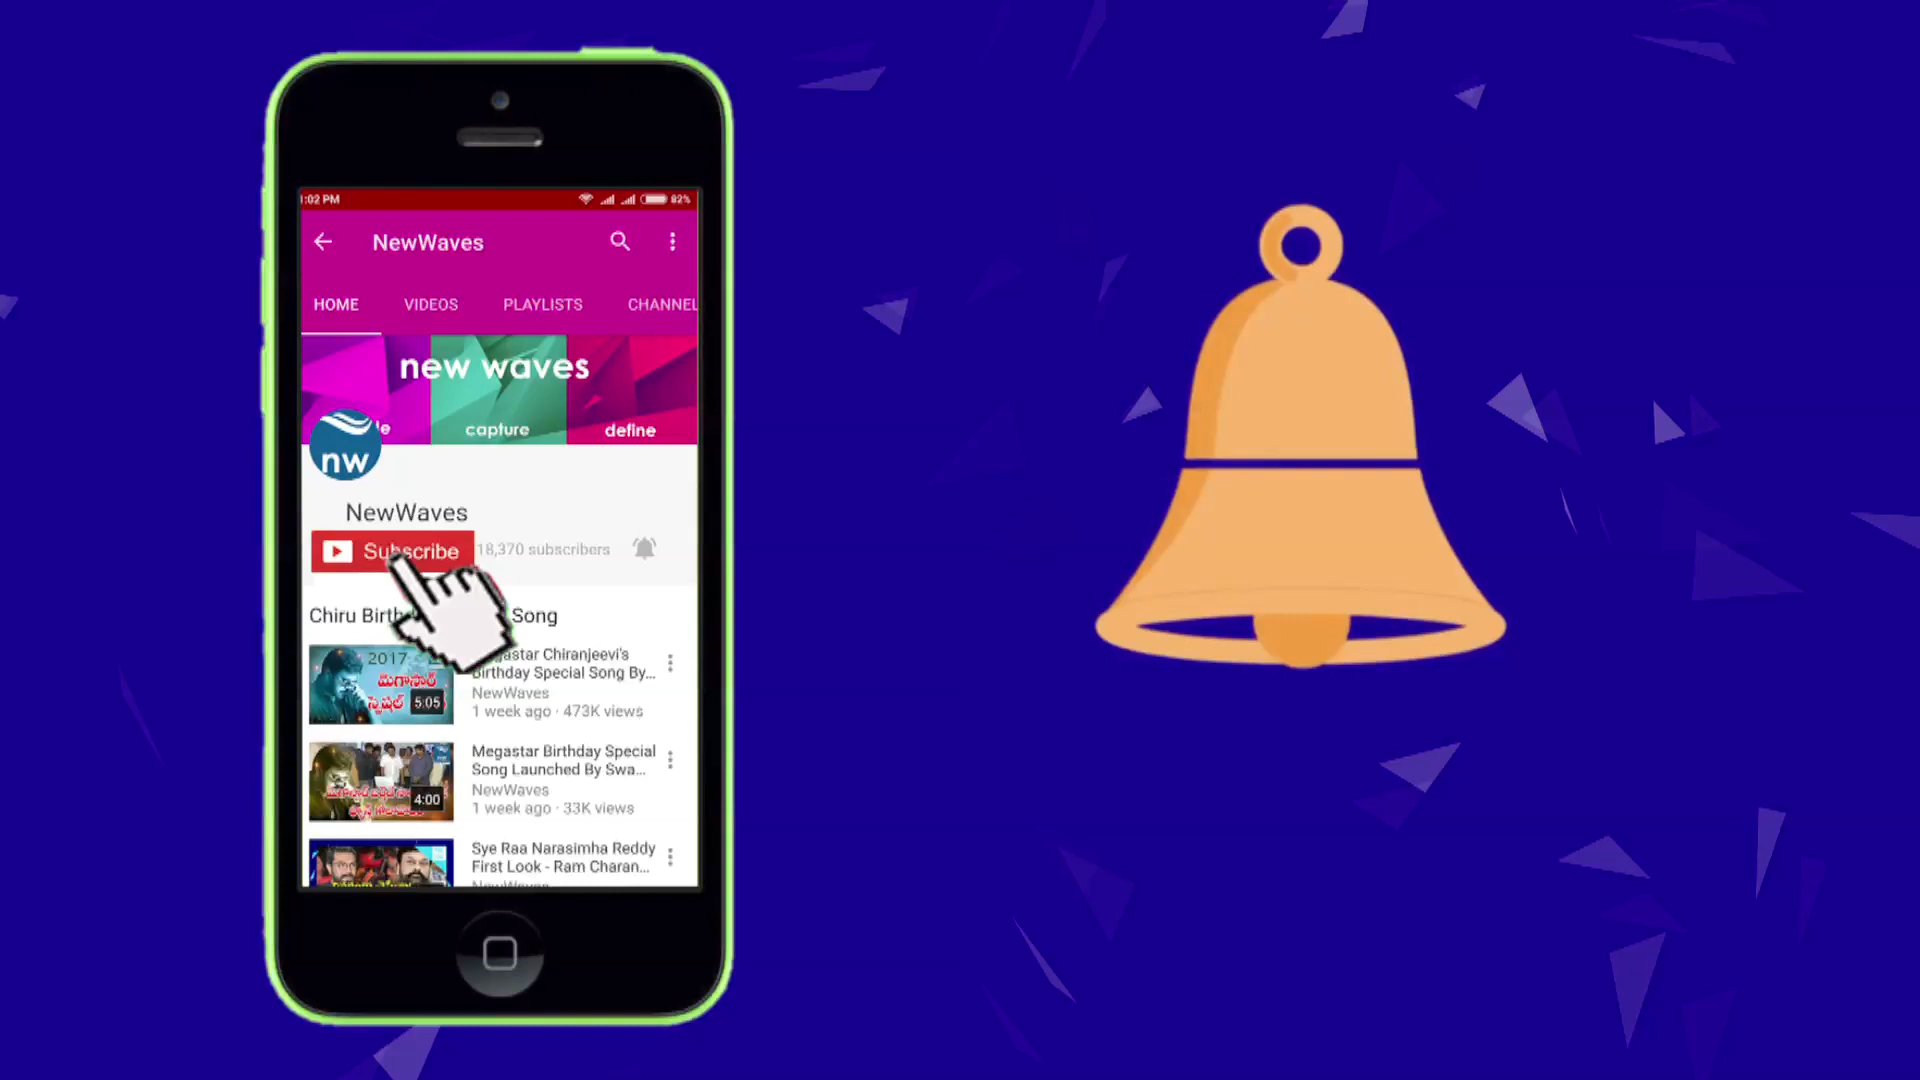 1:02 PM
82%
NewWaves
HOME VIDEOS PLAYLISTS CHANNEL
new waves
capture
define
nw
NewWaves
Subscribe
18,370 subscribers
Song
2017
మెగాస్టార్
స్పెషల్
5:05
Chiranjeevi's
Birthday Special Song By...
NewWaves
1 week ago · 473K views
4:00
Megastar Birthday Special
Song Launched By Swa...
NewWaves
1 week ago · 33K views
Sye Raa Narasimha Reddy
First Look - Ram Charan...